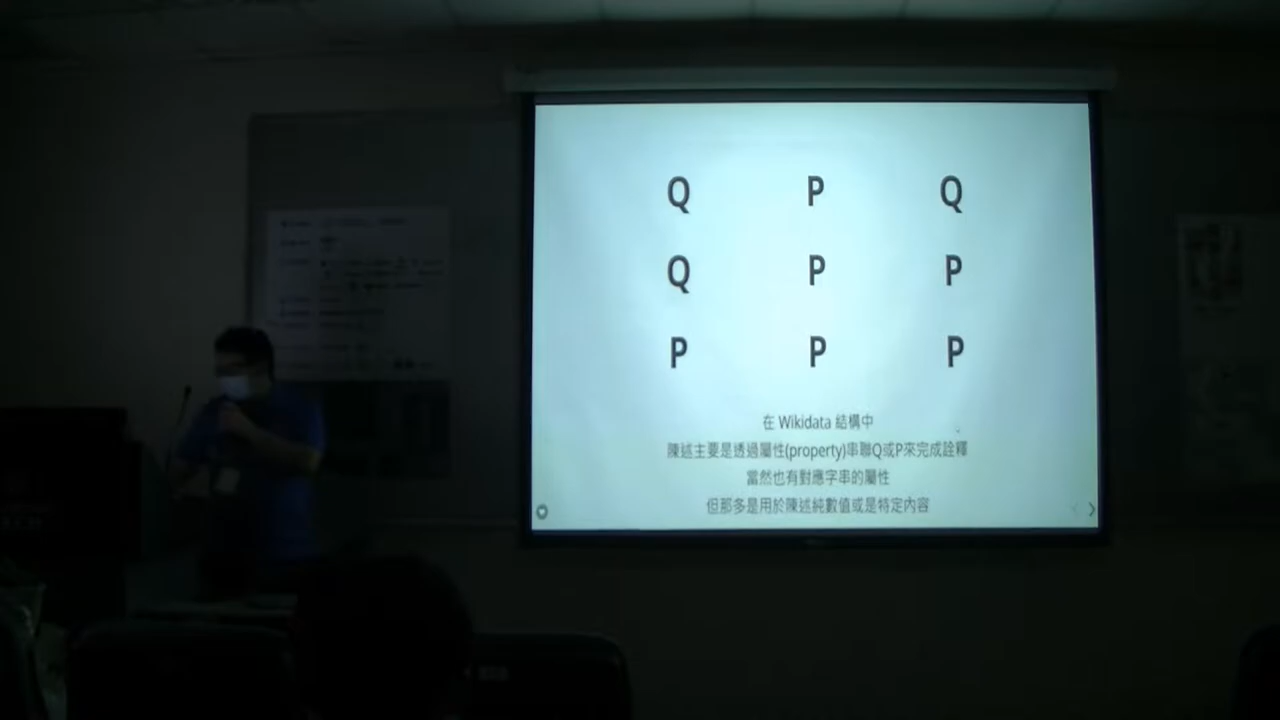 Q P Q
Q P P
P P P
在 Wikidata 結構中
陳述主要是透過屬性(property)串聯Q或P來完成詮釋
當然也有對應字串的屬性
但那多是用於陳述純數值或是特定內容